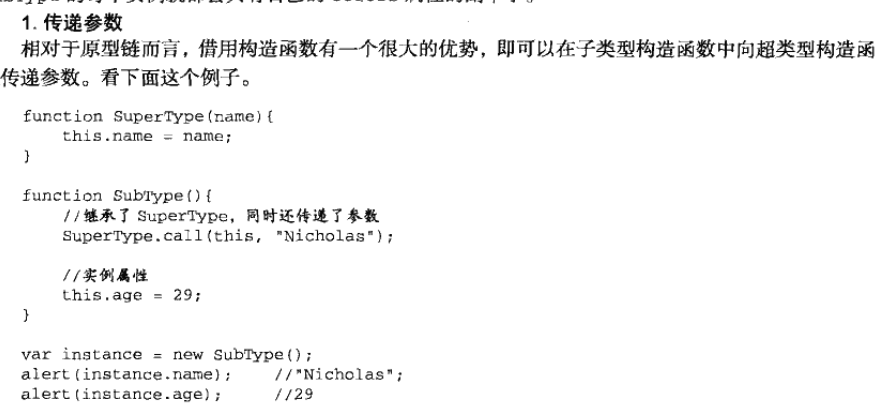 1. 传递参数
相对于原型链而言，借用构造函数有一个很大的优势，即可以在子类型构造函数中向超类型构造函
传递参数。看下面这个例子。
function SuperType(name){
    this.name = name;
}
function SubType(){
    //继承了 SuperType，同时还传递了参数
    SuperType.call(this, "Nicholas");
    //实例属性
    this.age = 29;
}
var instance = new SubType();
alert(instance.name);    //"Nicholas";
alert(instance.age);     //29